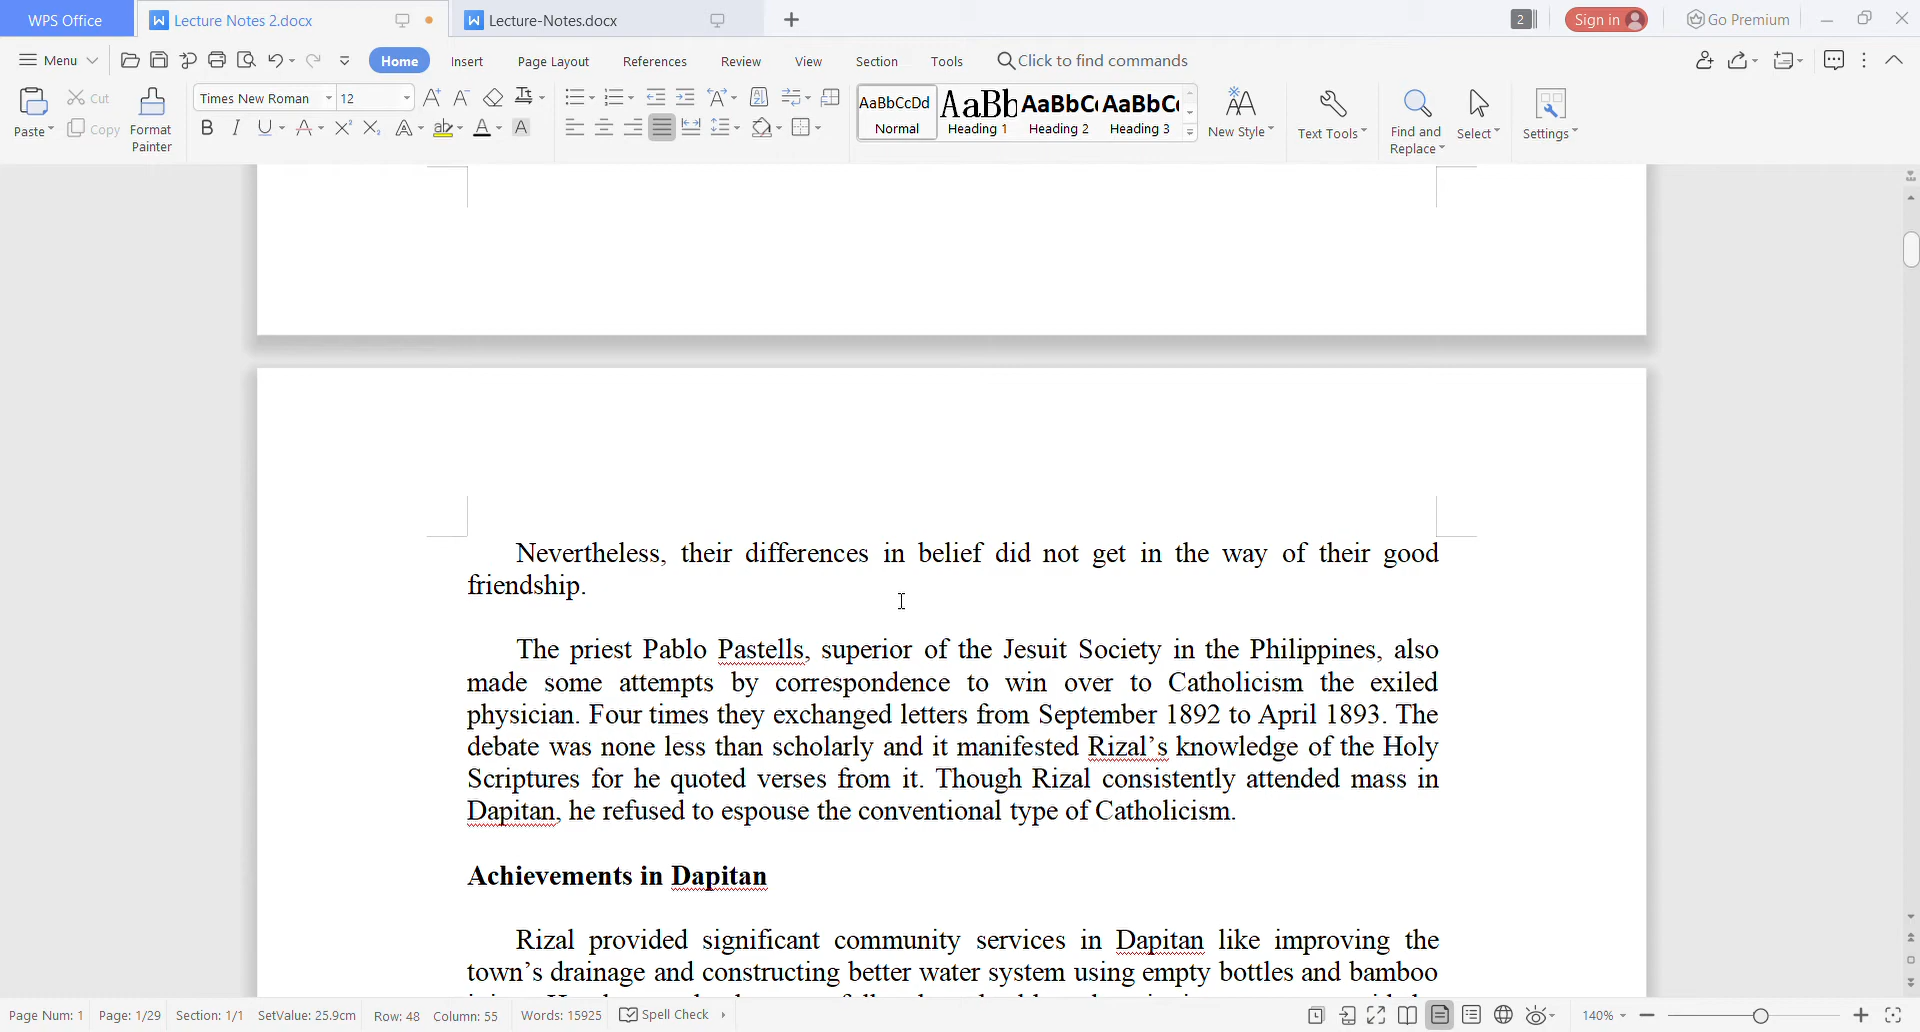 WPS Office
Lecture Notes 2.docx
Lecture-Notes.docx
2
Sign in
Go Premium
Menu
Home
Insert
Page Layout
References
Review
View
Section
Tools
Click to find commands
Paste
Cut
Copy
Format
Painter
Times New Roman
12
AaBbCcDd
Normal
AaBb
Heading 1
AaBbC
Heading 2
AaBbC
Heading 3
New Style
Text Tools
Find and
Replace
Select
Settings
Nevertheless, their differences in belief did not get in the way of their good
friendship.
The priest Pablo Pastells, superior of the Jesuit Society in the Philippines, also
made some attempts by correspondence to win over to Catholicism the exiled
physician. Four times they exchanged letters from September 1892 to April 1893. The
debate was none less than scholarly and it manifested Rizal’s knowledge of the Holy
Scriptures for he quoted verses from it. Though Rizal consistently attended mass in
Dapitan, he refused to espouse the conventional type of Catholicism.
Achievements in Dapitan
Rizal provided significant community services in Dapitan like improving the
town’s drainage and constructing better water system using empty bottles and bamboo
Page Num: 1
Page: 1/29
Section: 1/1
SetValue: 25.9cm
Row: 48
Column: 55
Words: 15925
Spell Check
140%